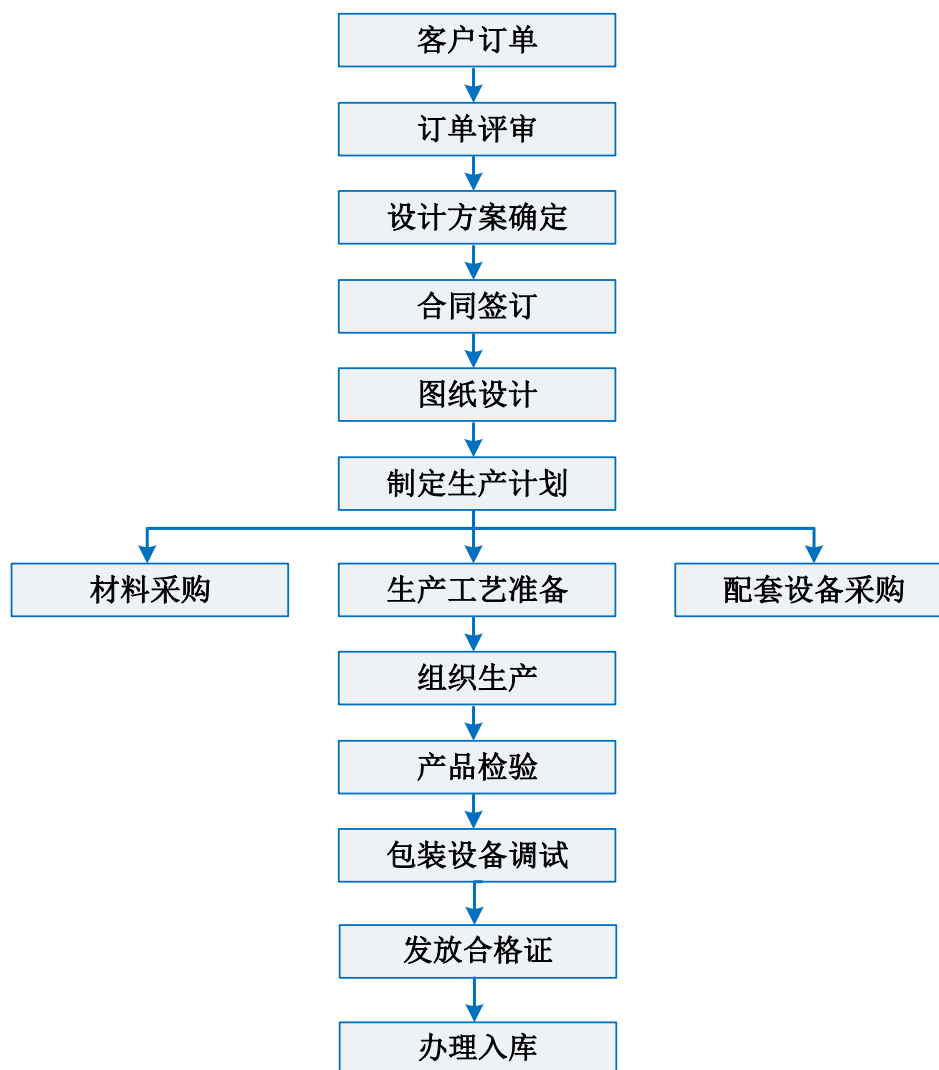 客户订单
订单评审
设计方案确定
合同签订
图纸设计
制定生产计划
材料采购
生产工艺准备
配套设备采购
组织生产
产品检验
包装设备调试
发放合格证
办理入库